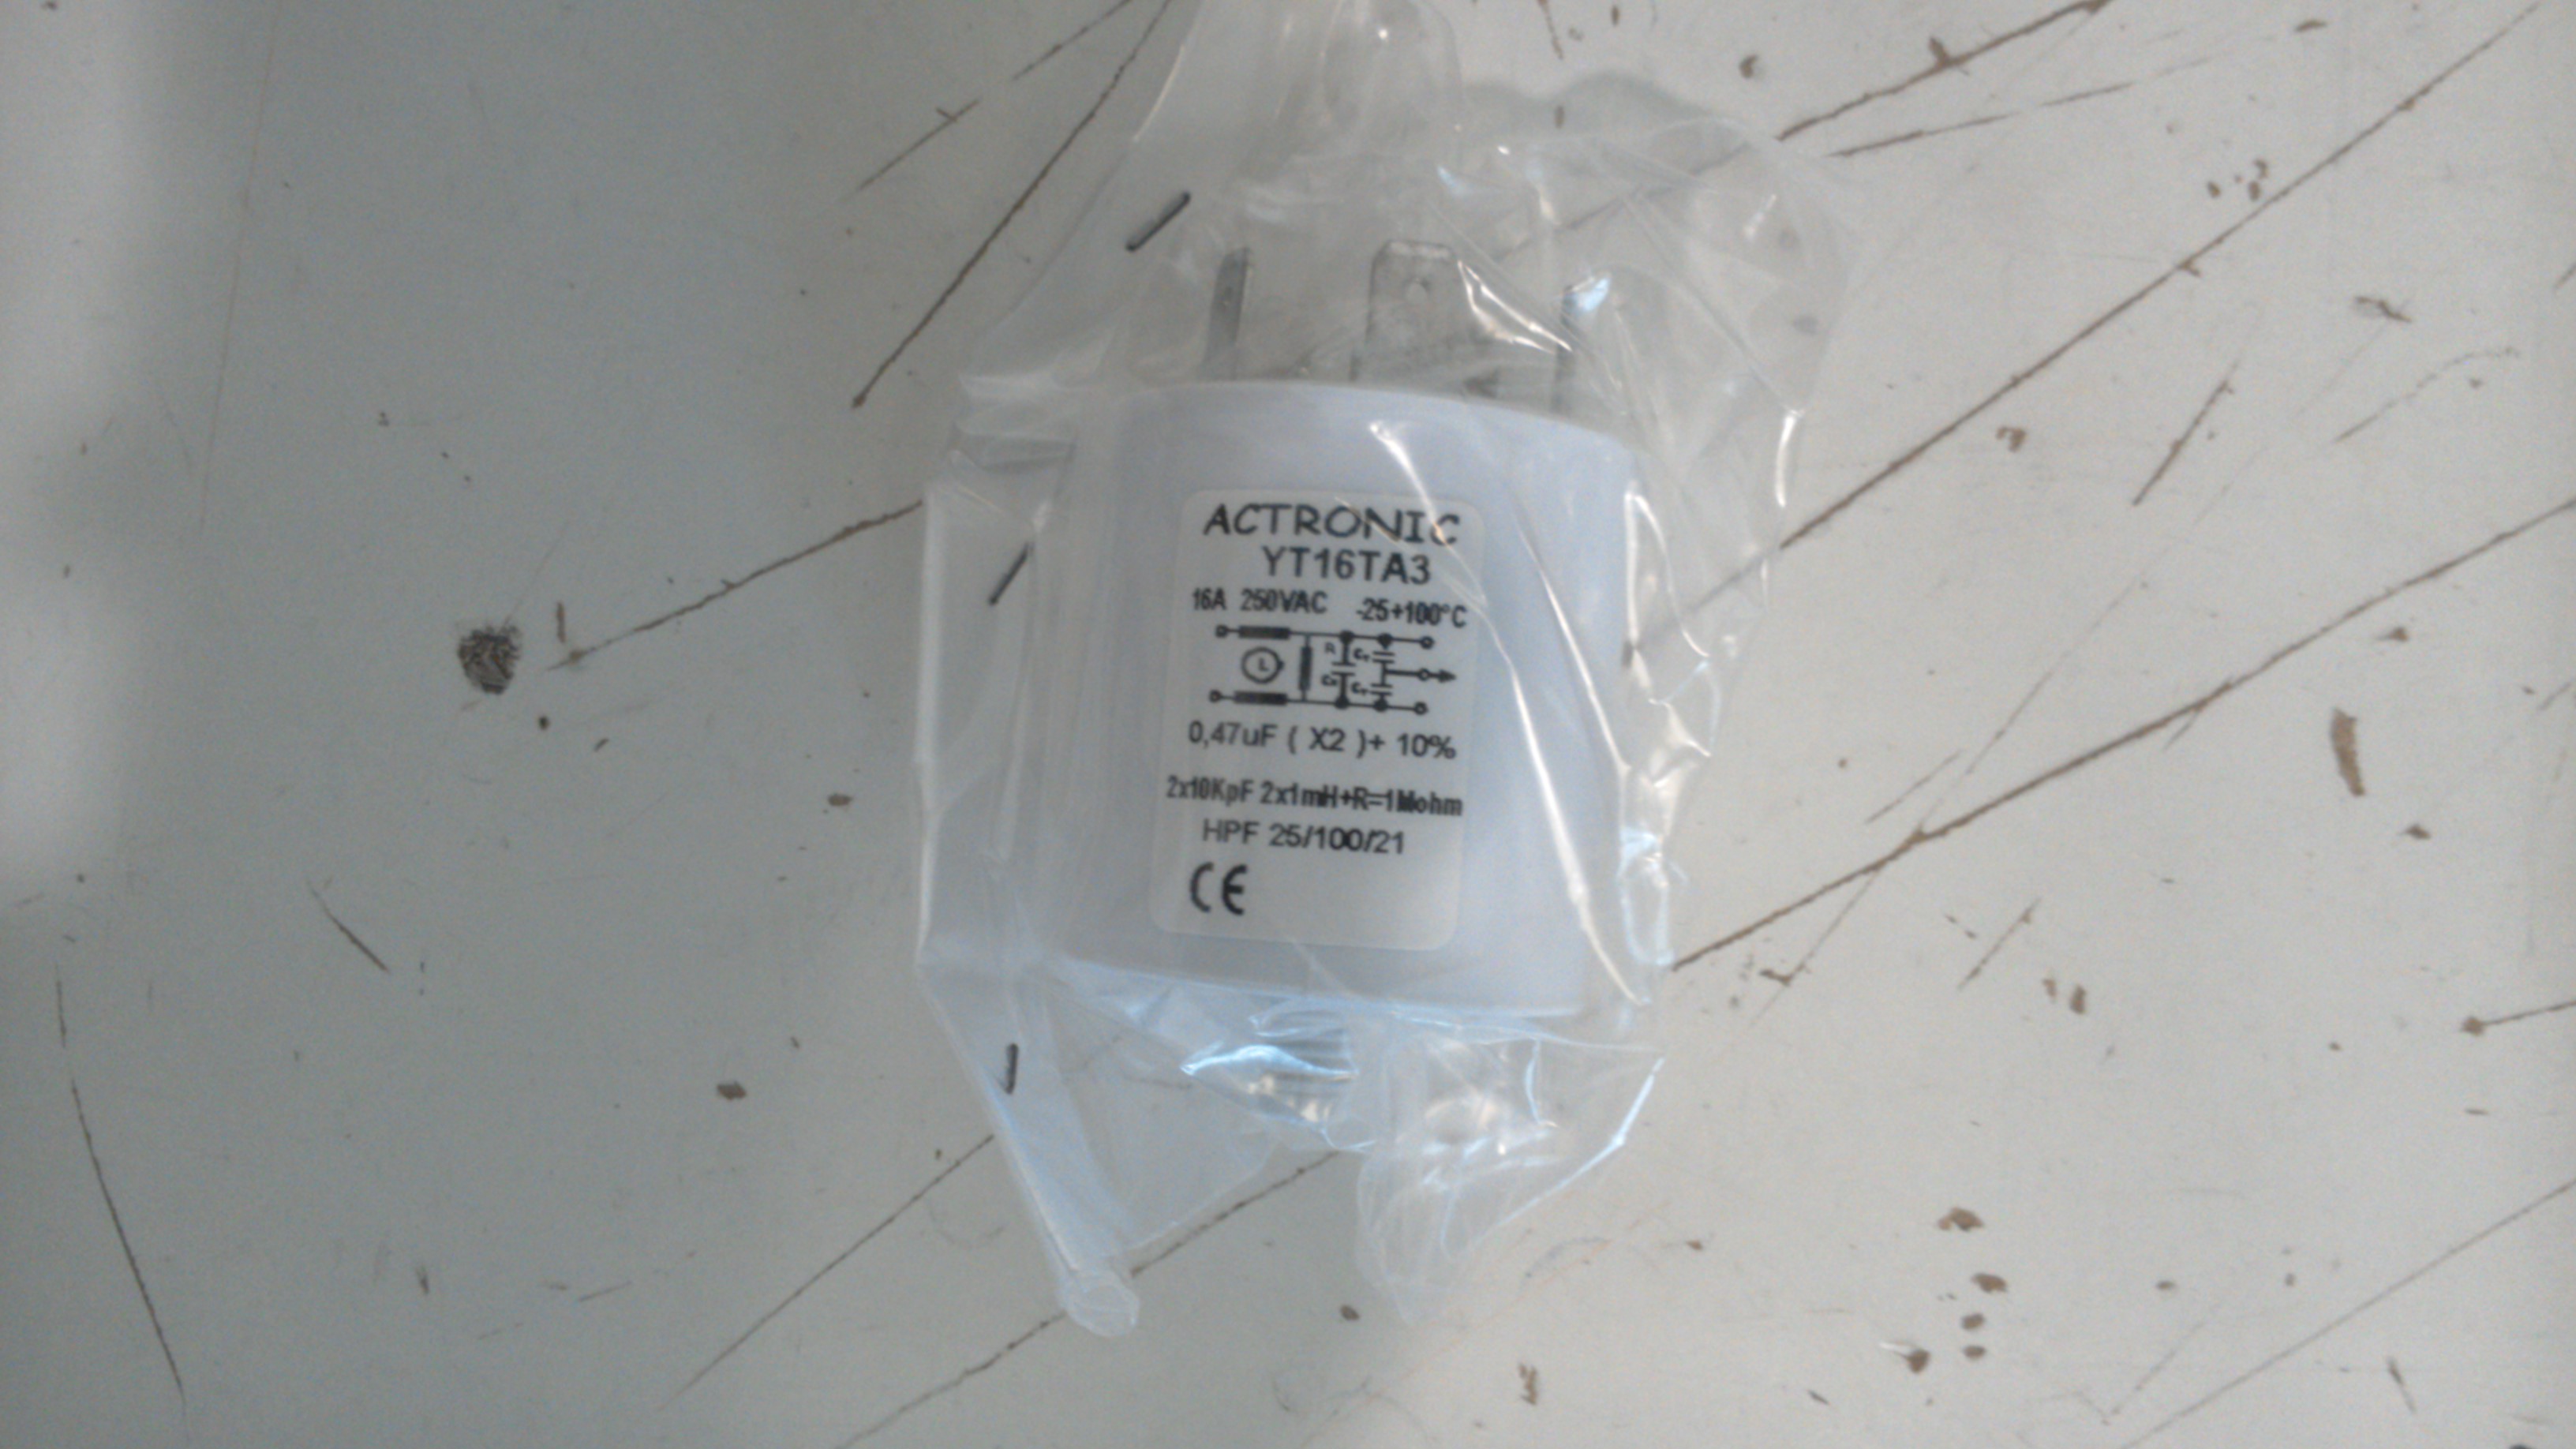 ACTRONIC
YT16TA3
16A 250VAC -25+100°C
R
L
0,47uF ( X2 )+ 10%
2x10KpF 2x1mH+R=1Mohm
HPF 25/100/21
CE